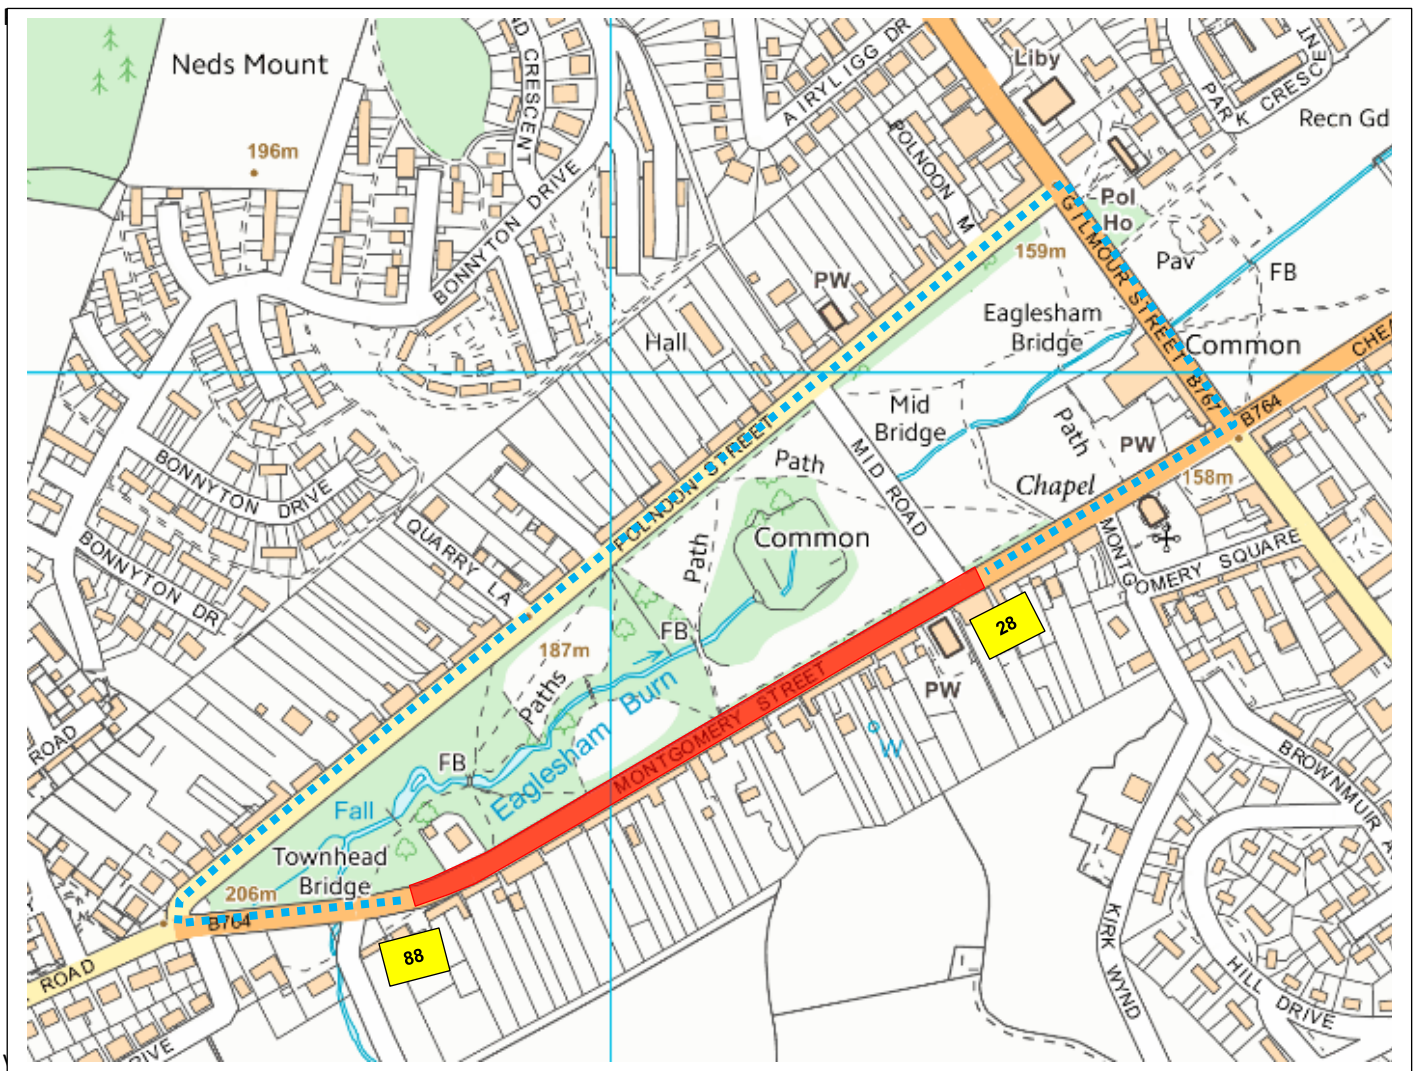 Neds Mount
196m
ND CRESCENT
BONNYTON DRIVE
AIRYLIGG DR
POLNOON M
Liby
PARK CRESCENT
Recn Gd
Pol
Ho
159m
GILMOUR STREET B767
Pav
FB
PW
Hall
Eaglesham
Bridge
Common
CHEA
B764
Mid
Bridge
Path
PW
158m
Chapel
MID ROAD
Path
POLNOON STREET
Common
Path
BONNYTON DRIVE
QUARRY LA
BONNYTON DR
MONTGOMERY SQUARE
28
FB
187m
Paths
Eaglesham Burn
MONTGOMERY STREET
PW
W
FB
Fall
Townhead
Bridge
206m
B764
88
ROAD
ROAD
RIVE
BROWNMUIR A
KIRK WYND
HILL DRIVE